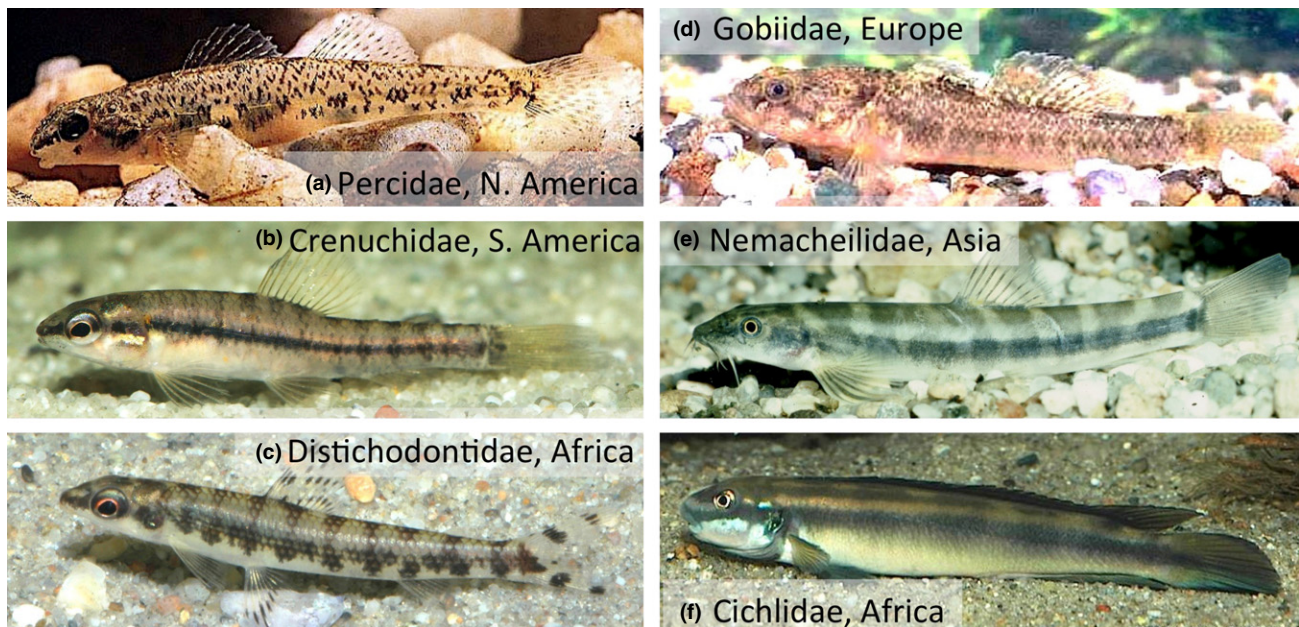 (a) Percidae, N. America
(b) Crenuchidae, S. America
(c) Distichodontidae, Africa
(d) Gobiidae, Europe
(e) Nemacheilidae, Asia
(f) Cichlidae, Africa